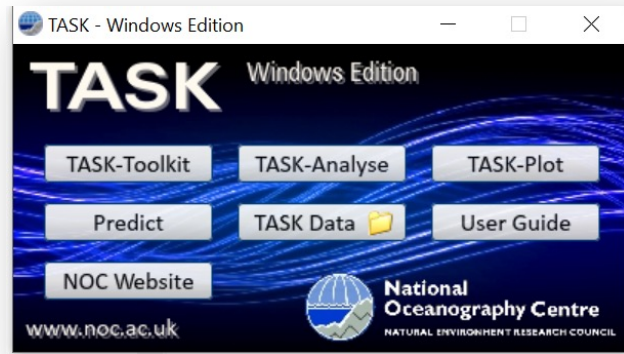 TASK - Windows Edition
TASK Windows Edition
TASK-Toolkit TASK-Analyse TASK-Plot
Predict TASK Data User Guide
NOC Website
National
Oceanography Centre
NATURAL ENVIRONMENT RESEARCH COUNCIL
www.noc.ac.uk